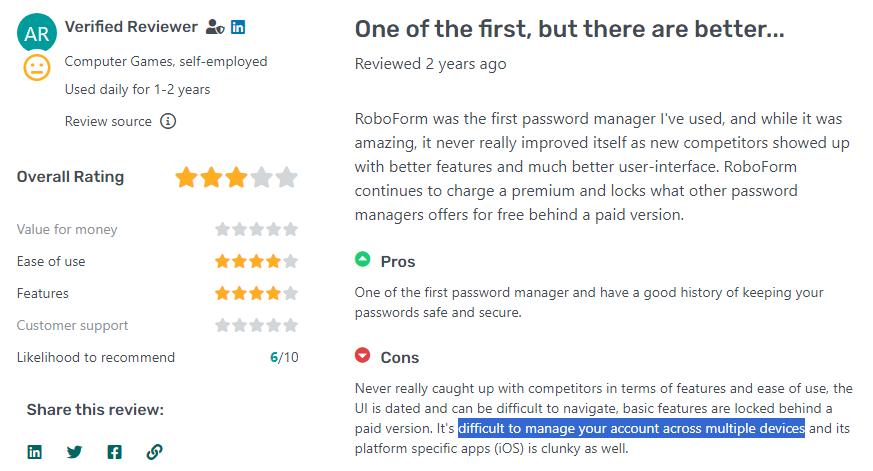 AR
Verified Reviewer
Computer Games, self-employed
Used daily for 1-2 years
Review source
Overall Rating
Value for money
Ease of use
Features
Customer support
Likelihood to recommend 6/10
Share this review:
One of the first, but there are better...
Reviewed 2 years ago
RoboForm was the first password manager I've used, and while it was
amazing, it never really improved itself as new competitors showed up
with better features and much better user-interface. RoboForm
continues to charge a premium and locks what other password
managers offers for free behind a paid version.
Pros
One of the first password manager and have a good history of keeping your
passwords safe and secure.
Cons
Never really caught up with competitors in terms of features and ease of use, the
UI is dated and can be difficult to navigate, basic features are locked behind a
paid version. It's difficult to manage your account across multiple devices and its
platform specific apps (iOS) is clunky as well.